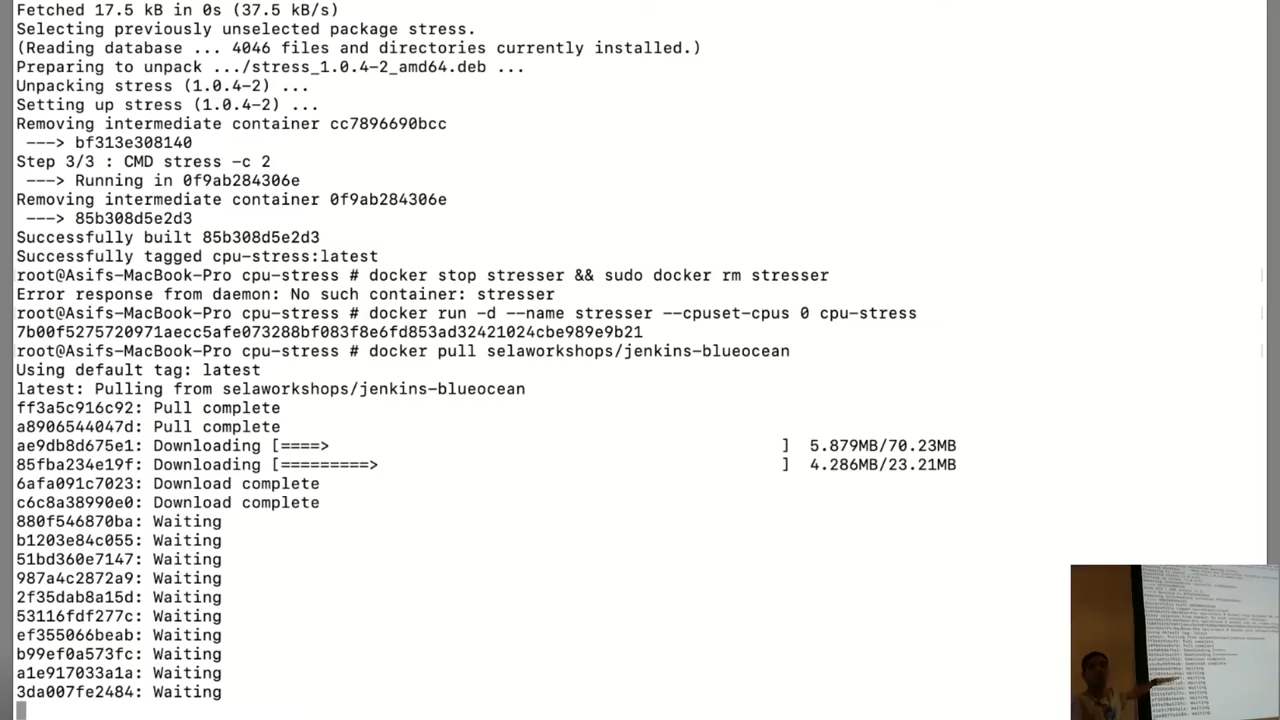 Fetched 17.5 kB in 0s (37.5 kB/s)
Selecting previously unselected package stress.
(Reading database ... 4046 files and directories currently installed.)
Preparing to unpack .../stress_1.0.4-2_amd64.deb ...
Unpacking stress (1.0.4-2) ...
Setting up stress (1.0.4-2) ...
Removing intermediate container cc7896690bcc
---> bf313e308140
Step 3/3 : CMD stress -c 2
---> Running in 0f9ab284306e
Removing intermediate container 0f9ab284306e
---> 85b308d5e2d3
Successfully built 85b308d5e2d3
Successfully tagged cpu-stress:latest
root@Asifs-MacBook-Pro cpu-stress # docker stop stresser && sudo docker rm stresser
Error response from daemon: No such container: stresser
root@Asifs-MacBook-Pro cpu-stress # docker run -d --name stresser --cpuset-cpus 0 cpu-stress
7b00f5275720971aecc5afe073288bf083f8e6fd853ad32421024cbe989e9b21
root@Asifs-MacBook-Pro cpu-stress # docker pull selaworkshops/jenkins-blueocean
Using default tag: latest
latest: Pulling from selaworkshops/jenkins-blueocean
ff3a5c916c92: Pull complete
a8906544047d: Pull complete
ae9db8d675e1: Downloading [====>                                              ]  5.879MB/70.23MB
85fba234e19f: Downloading [=========>                                         ]  4.286MB/23.21MB
6afa091c7023: Download complete
c6c8a38990e0: Download complete
880f546870ba: Waiting
b1203e84c055: Waiting
51bd360e7147: Waiting
987a4c2872a9: Waiting
2f35dab8a15d: Waiting
53116fdf277c: Waiting
ef355066beab: Waiting
b99ef0a573fc: Waiting
a1e927033a1a: Waiting
3da007fe2484: Waiting